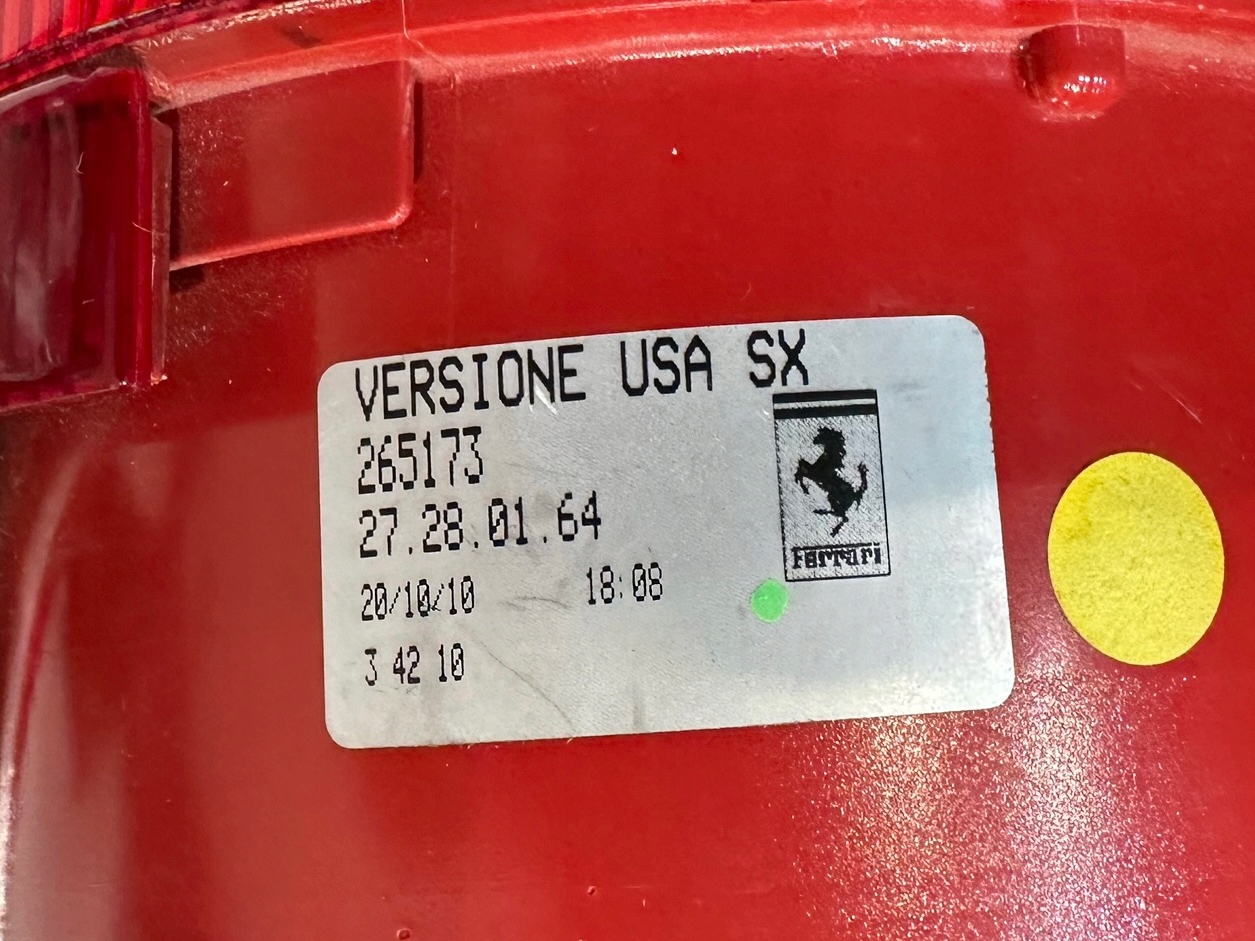 VERSIONE USA SX
265173
27.28.01.64
Ferrari
20/10/10 18:08
3 42 10